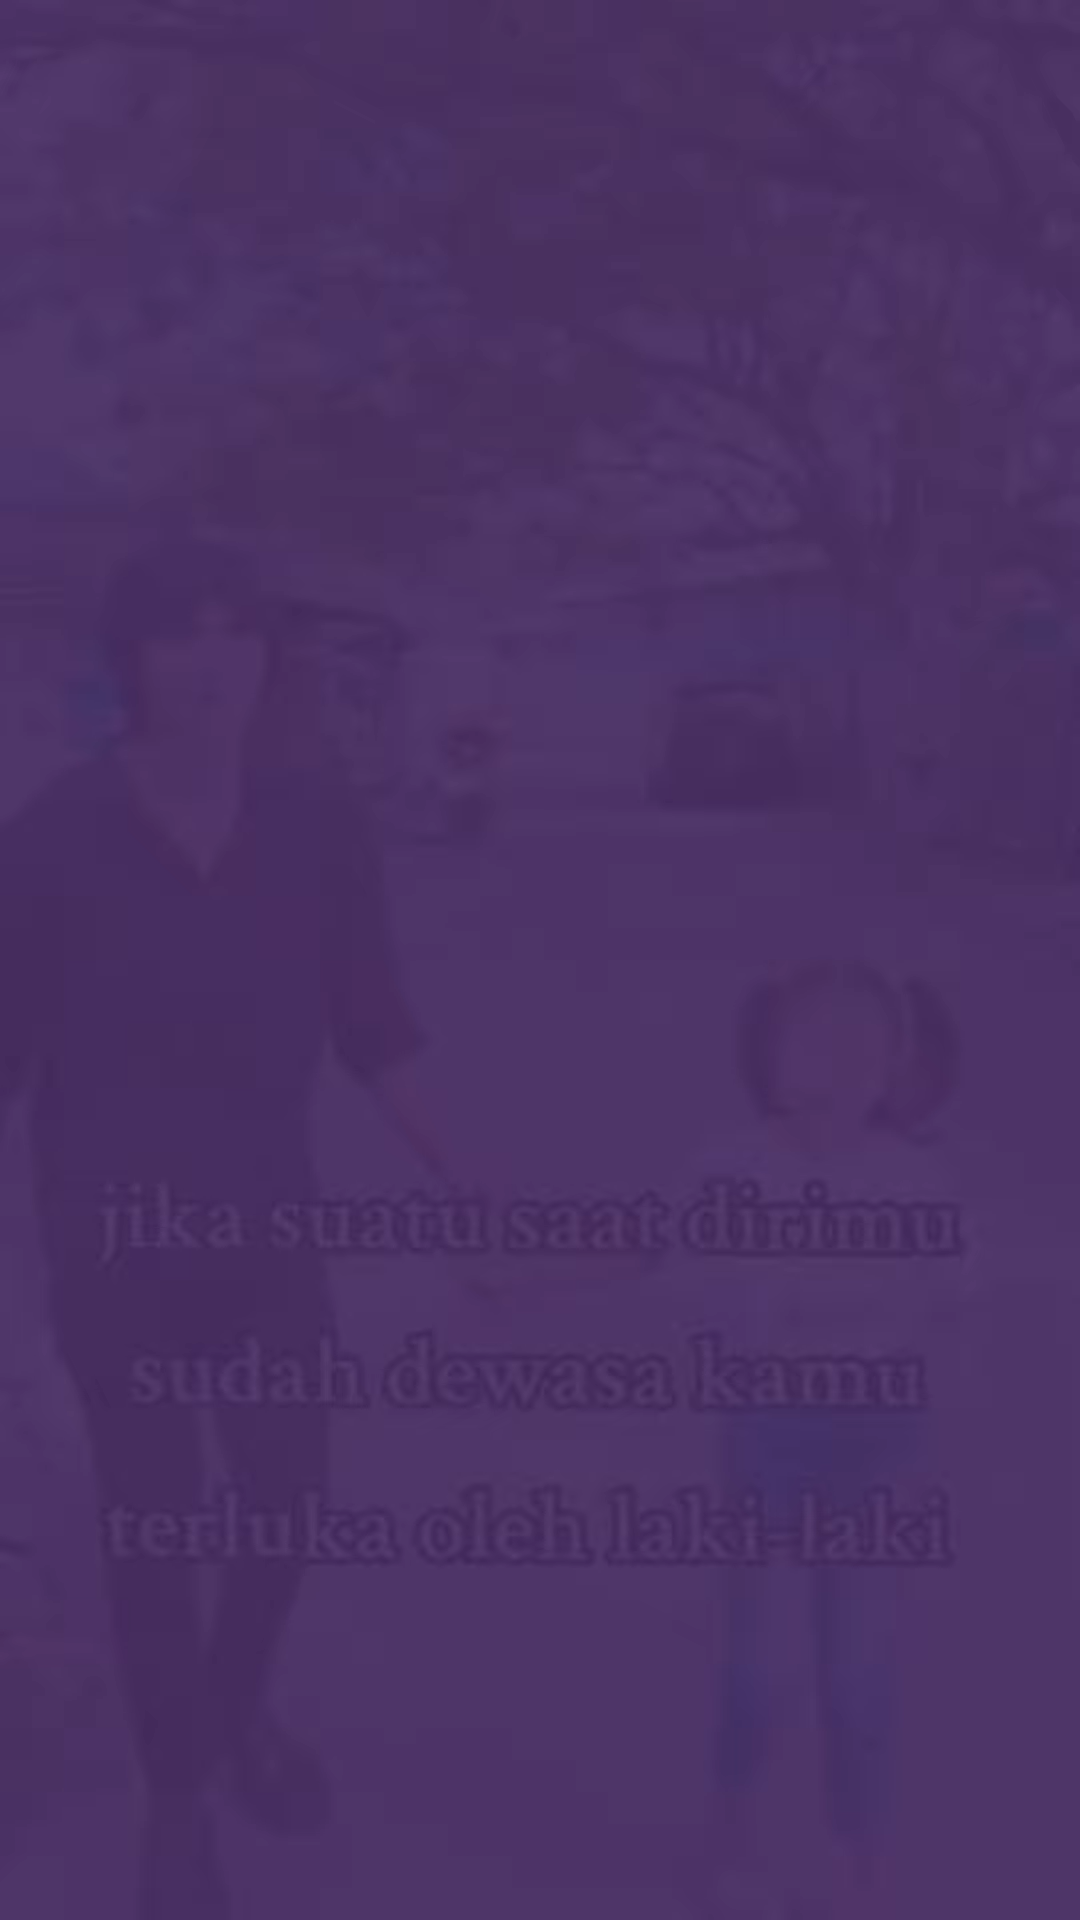 jika suatu saat dirimu
sudah dewasa kamu
terluka oleh laki-laki